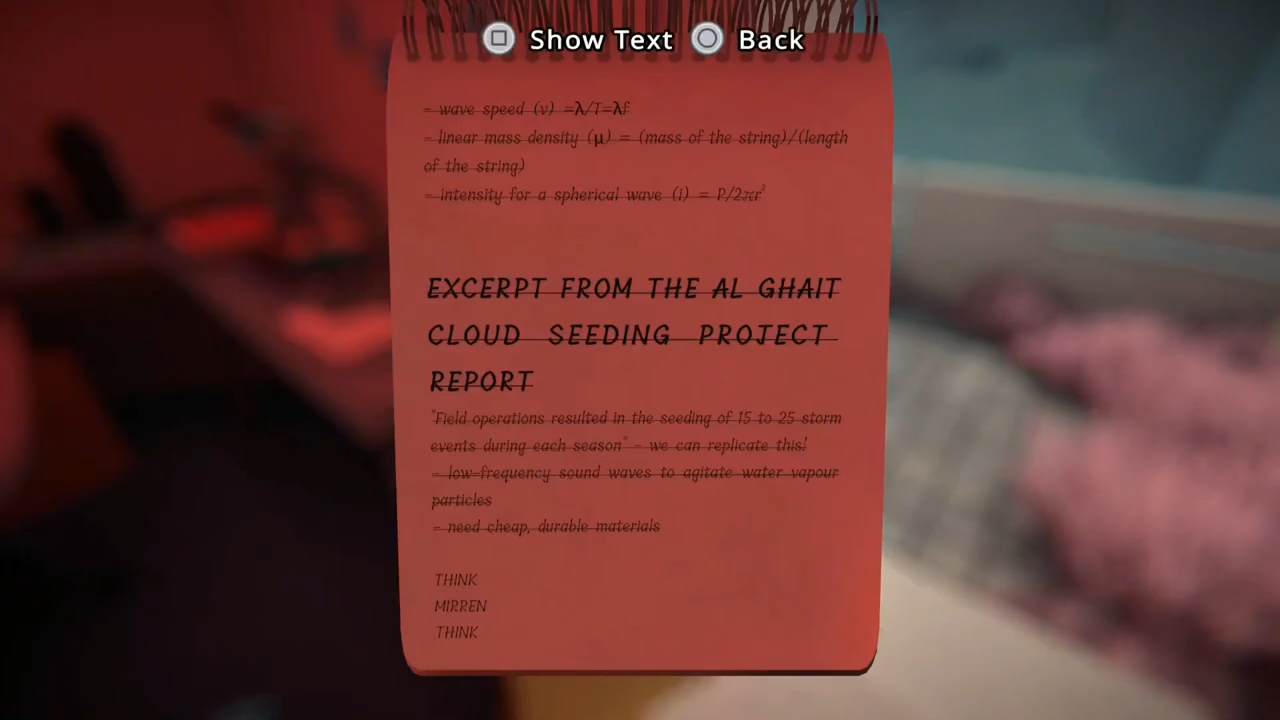 Show Text Back
- wave speed (v) =λ/T=λf
- linear mass density (μ) = (mass of the string)/(length
of the string)
- intensity for a spherical wave (i) = P/2πr²
EXCERPT FROM THE AL GHAIT
CLOUD SEEDING PROJECT
REPORT
"Field operations resulted in the seeding of 15 to 25 storm
events during each season" - we can replicate this!
- low-frequency sound waves to agitate water vapour
particles
- need cheap, durable materials
THINK
MIRREN
THINK